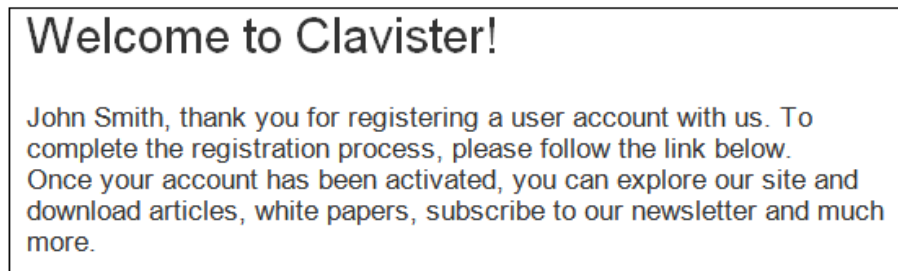 Welcome to Clavister!
John Smith, thank you for registering a user account with us. To
complete the registration process, please follow the link below.
Once your account has been activated, you can explore our site and
download articles, white papers, subscribe to our newsletter and much
more.